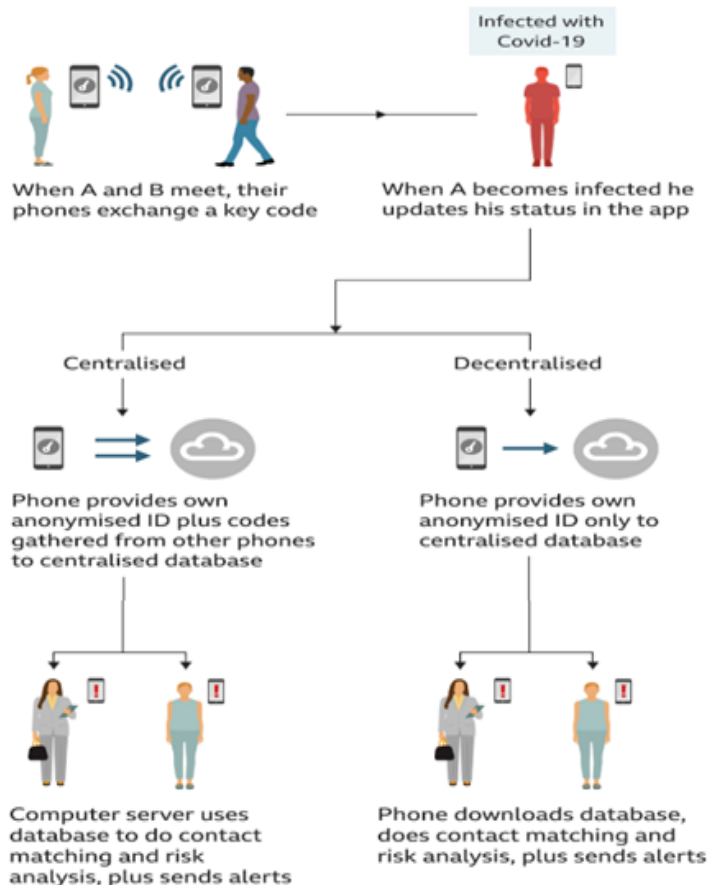 Infected with
Covid-19
When A and B meet, their
phones exchange a key code
When A becomes infected he
updates his status in the app
Centralised
Decentralised
Phone provides own
anonymised ID plus codes
gathered from other phones
to centralised database
Phone provides own
anonymised ID only to
centralised database
!
!
!
!
Computer server uses
database to do contact
matching and risk
analysis, plus sends alerts
Phone downloads database,
does contact matching and
risk analysis, plus sends alerts